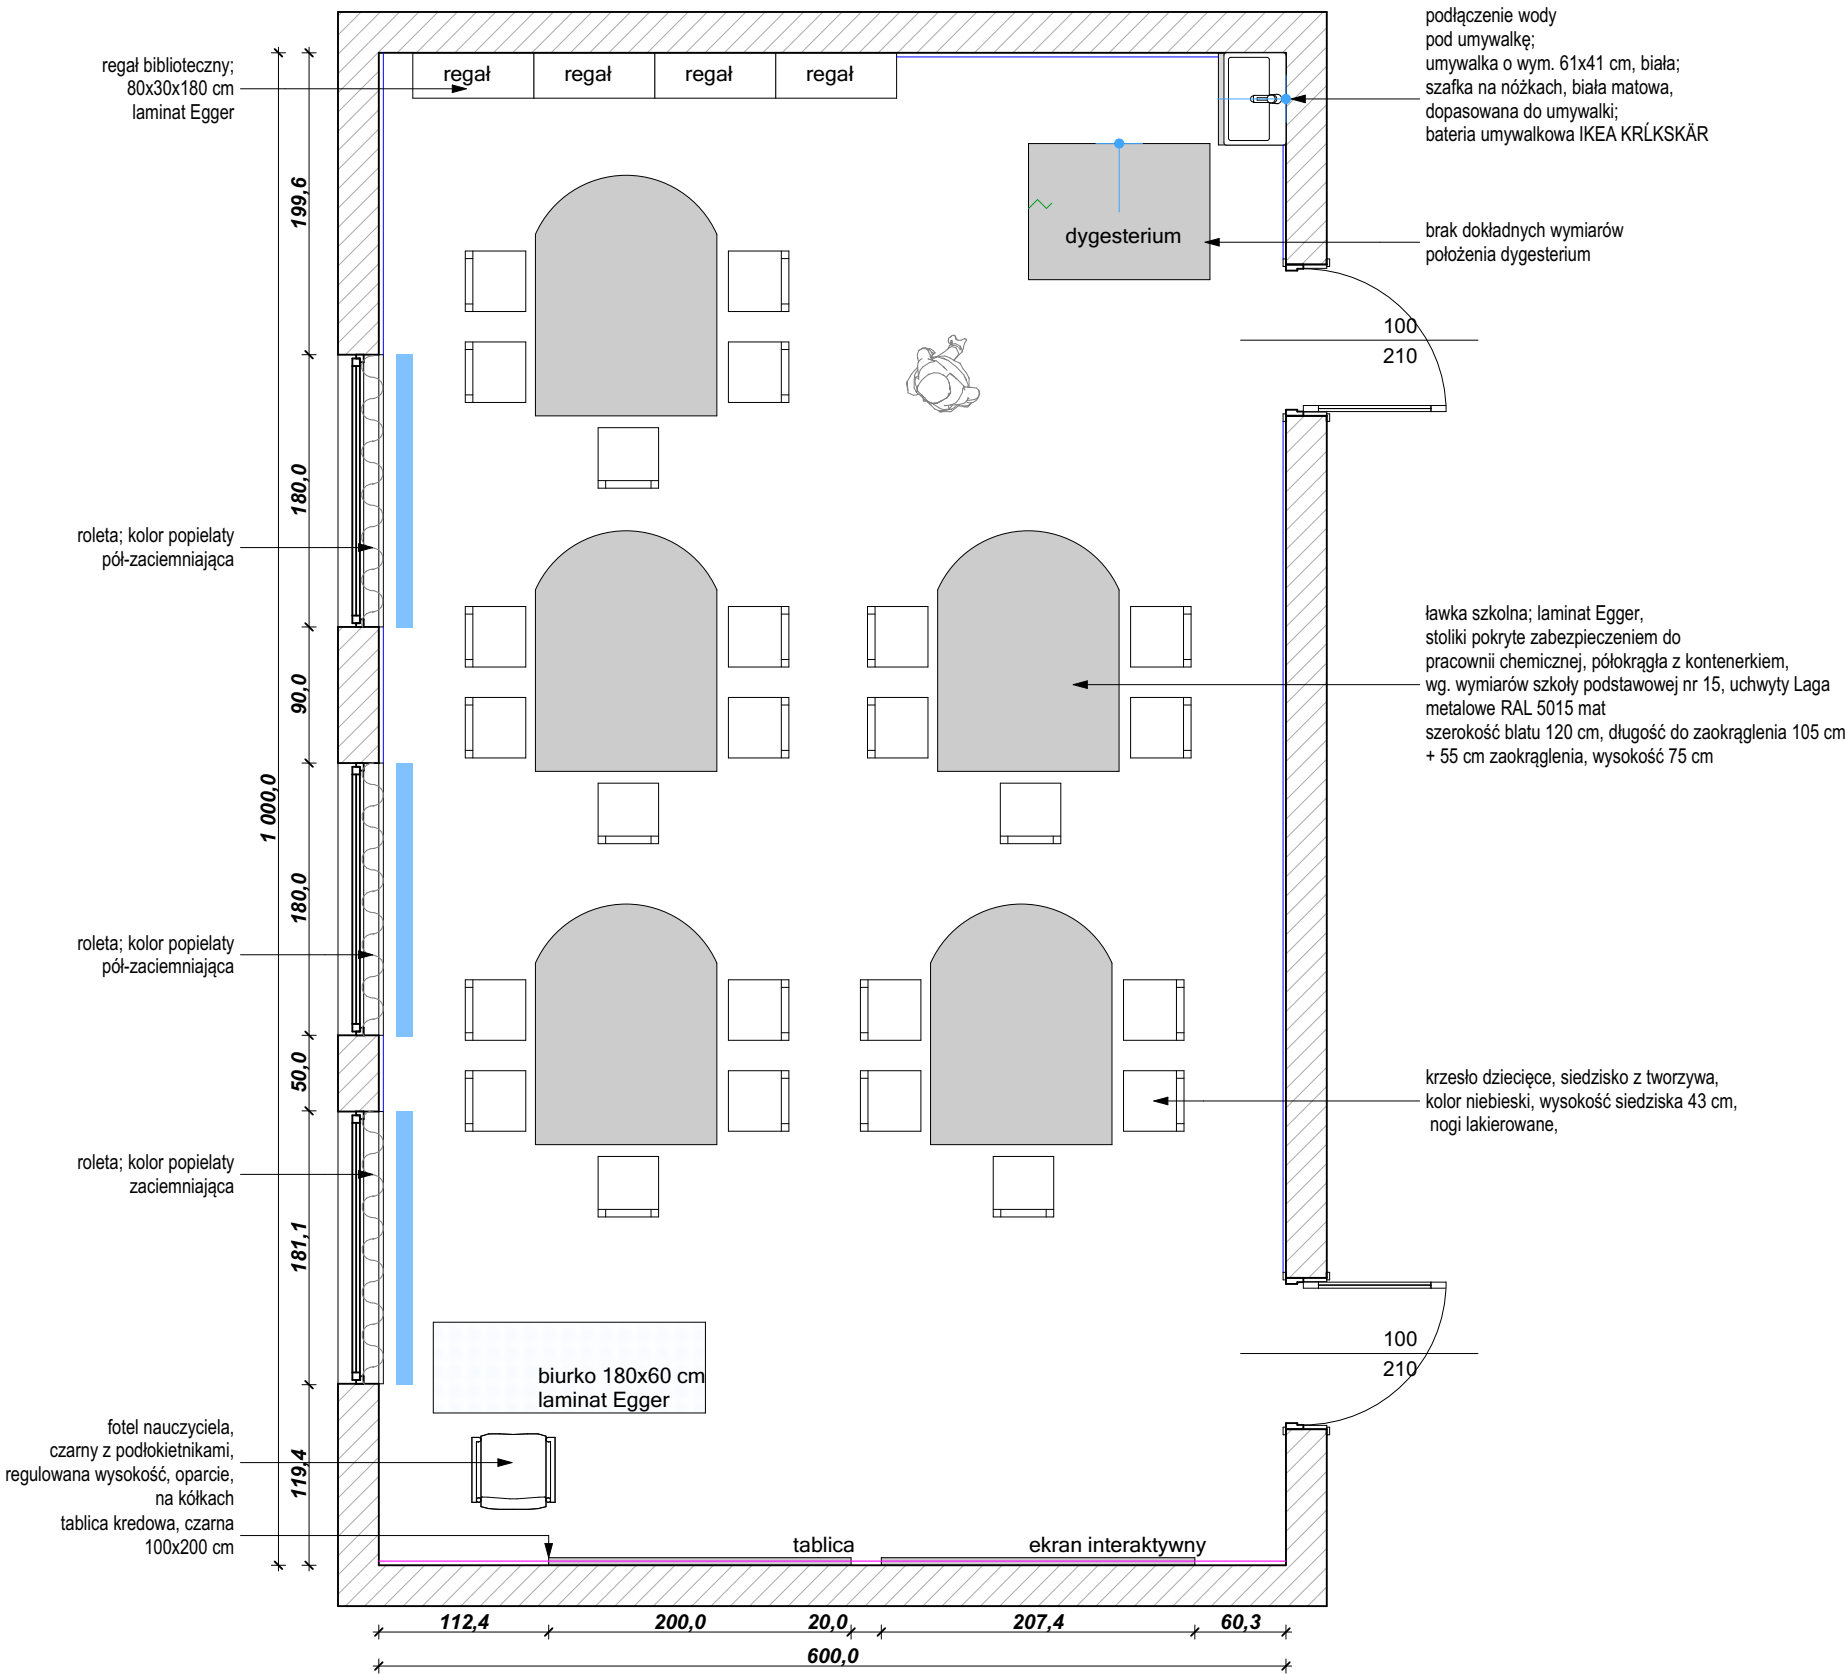 podłączenie wody
pod umywalkę;
umywalka o wym. 61x41 cm, biała;
szafka na nóżkach, biała matowa,
dopasowana do umywalki;
bateria umywalkowa IKEA KRĹKSKÄR
regał biblioteczny;
80x30x180 cm
laminat Egger
regał
regał
regał
regał
199,6
dygesterium
brak dokładnych wymiarów
położenia dygesterium
100
210
180,0
roleta; kolor popielaty
pół-zaciemniająca
90,0
1 000,0
ławka szkolna; laminat Egger,
stoliki pokryte zabezpieczeniem do
pracownii chemicznej, półokrągła z kontenerkiem,
wg. wymiarów szkoły podstawowej nr 15, uchwyty Laga
metalowe RAL 5015 mat
szerokość blatu 120 cm, długość do zaokrąglenia 105 cm
+ 55 cm zaokrąglenia, wysokość 75 cm
180,0
roleta; kolor popielaty
pół-zaciemniająca
50,0
krzesło dziecięce, siedzisko z tworzywa,
kolor niebieski, wysokość siedziska 43 cm,
nogi lakierowane,
roleta; kolor popielaty
zaciemniająca
181,1
100
210
biurko 180x60 cm
laminat Egger
fotel nauczyciela,
czarny z podłokietnikami,
regulowana wysokość, oparcie,
na kółkach
119,4
tablica kredowa, czarna
100x200 cm
tablica
ekran interaktywny
112,4
200,0
20,0
207,4
60,3
600,0